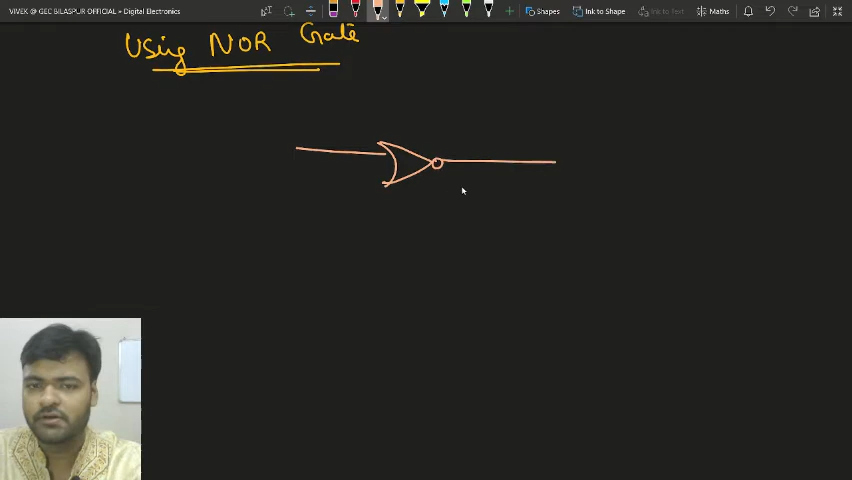 VIVEK @ GEC BILASPUR OFFICIAL » Digital Electronics
Shapes
Ink to Shape
Ink to Text
Maths
Using NOR Gate